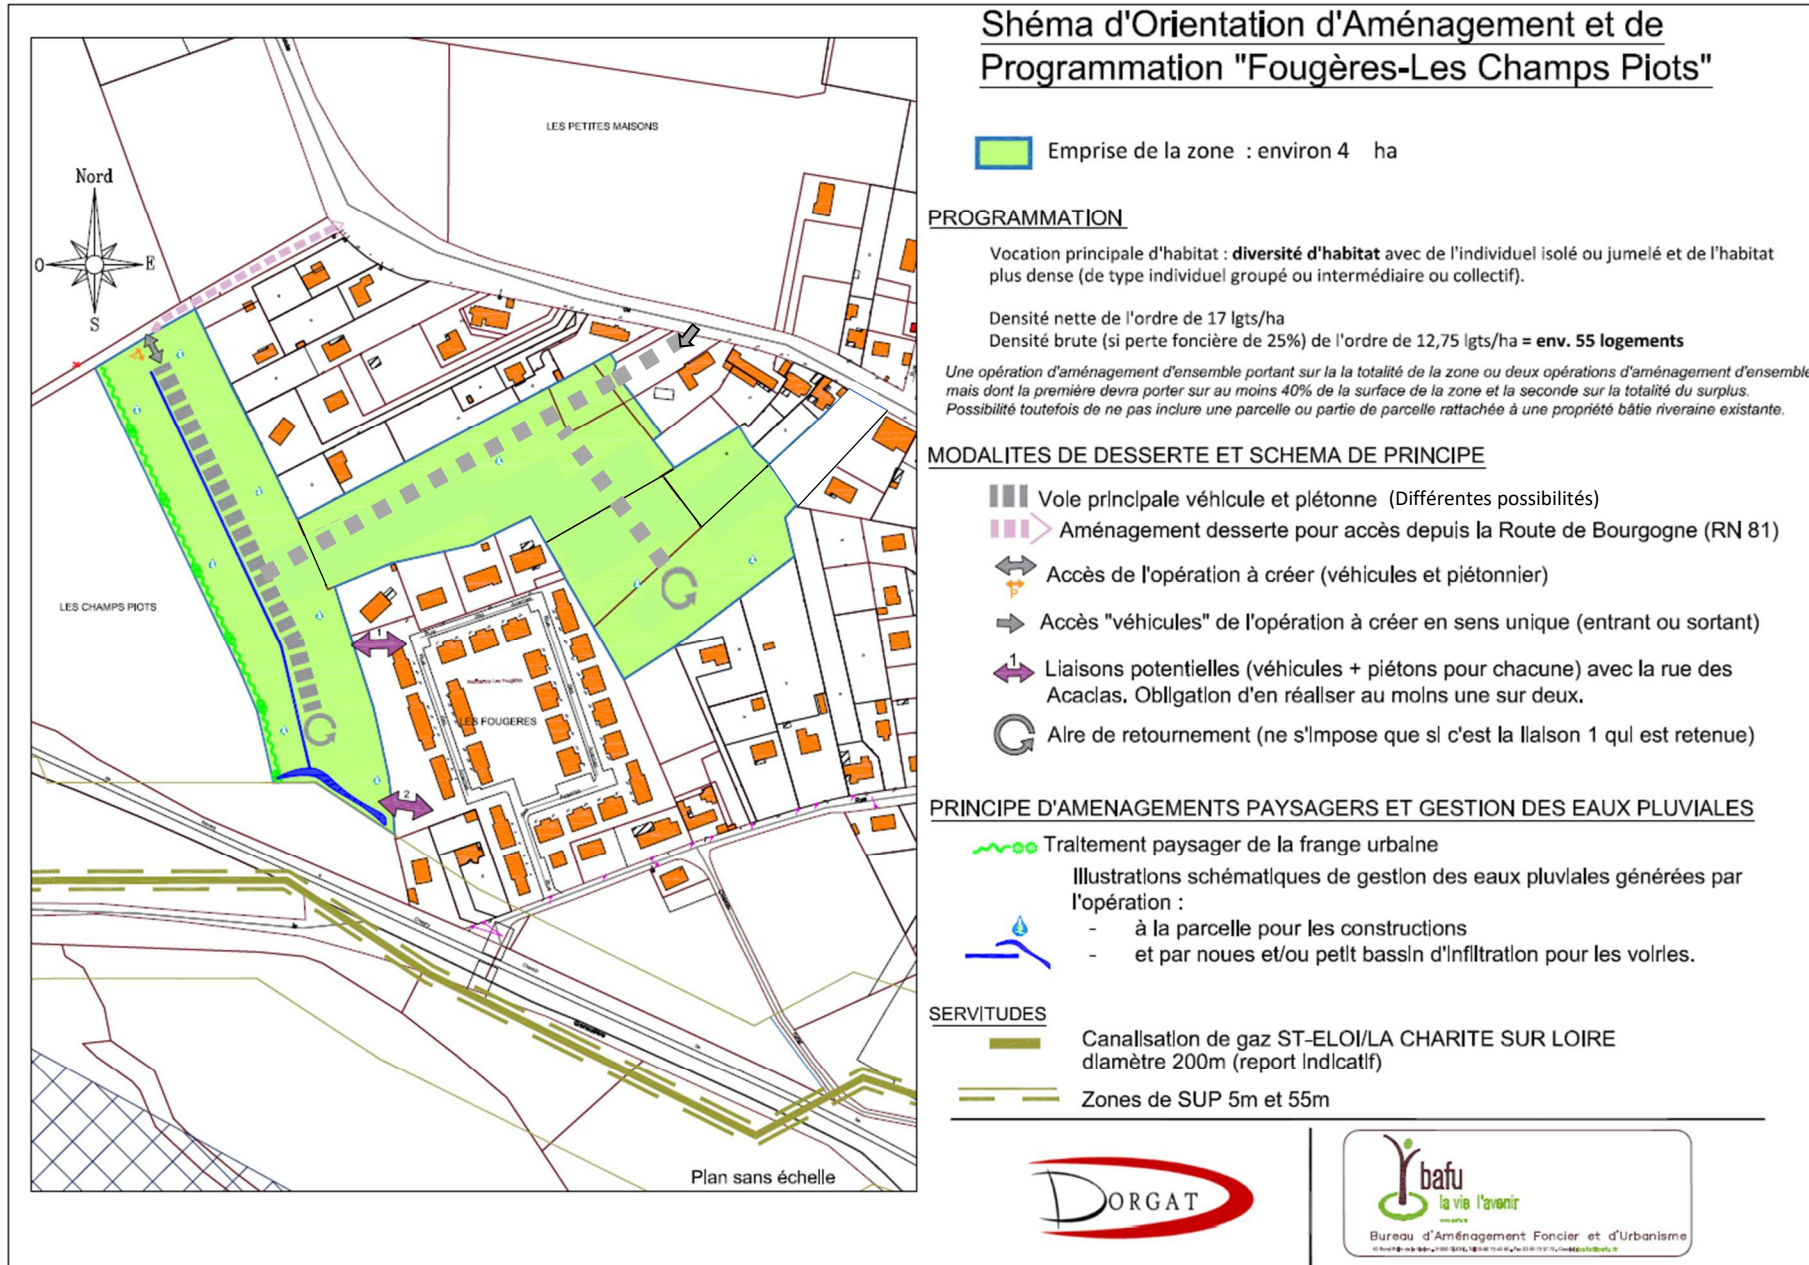 Shéma d'Orientation d'Aménagement et de
Programmation "Fougères-Les Champs Piots"
Emprise de la zone : environ 4 ha
PROGRAMMATION
Vocation principale d'habitat : diversité d'habitat avec de l'individuel isolé ou jumelé et de l'habitat
plus dense (de type individuel groupé ou intermédiaire ou collectif).
Densité nette de l'ordre de 17 lgts/ha
Densité brute (si perte foncière de 25%) de l'ordre de 12,75 lgts/ha = env. 55 logements
Une opération d'aménagement d'ensemble portant sur la la totalité de la zone ou deux opérations d'aménagement d'ensemble
mais dont la première devra porter sur au moins 40% de la surface de la zone et la seconde sur la totalité du surplus.
Possibilité toutefois de ne pas inclure une parcelle ou partie de parcelle rattachée à une propriété bâtie riveraine existante.
MODALITES DE DESSERTE ET SCHEMA DE PRINCIPE
Voie principale véhicule et piétonne (Différentes possibilités)
Aménagement desserte pour accès depuis la Route de Bourgogne (RN 81)
P
Accès de l'opération à créer (véhicules et piétonnier)
Accès "véhicules" de l'opération à créer en sens unique (entrant ou sortant)
1
Liaisons potentielles (véhicules + piétons pour chacune) avec la rue des
Acacias. Obligation d'en réaliser au moins une sur deux.
Aire de retournement (ne s'impose que si c'est la liaison 1 qui est retenue)
PRINCIPE D'AMENAGEMENTS PAYSAGERS ET GESTION DES EAUX PLUVIALES
Traitement paysager de la frange urbaine
Illustrations schématiques de gestion des eaux pluviales générées par
l'opération :
- à la parcelle pour les constructions
- et par noues et/ou petit bassin d'infiltration pour les voiries.
SERVITUDES
Canalisation de gaz ST-ELOI/LA CHARITE SUR LOIRE
diamètre 200m (report indicatif)
Zones de SUP 5m et 55m
DORGAT
bafu
la vie l'avenir
Bureau d'Aménagement Foncier et d'Urbanisme
Nord
O
E
S
LES PETITES MAISONS
LES CHAMPS PIOTS
1
Résidence Les Fougères
LES FOUGERES
2
Rue
Chemin
Plan sans échelle